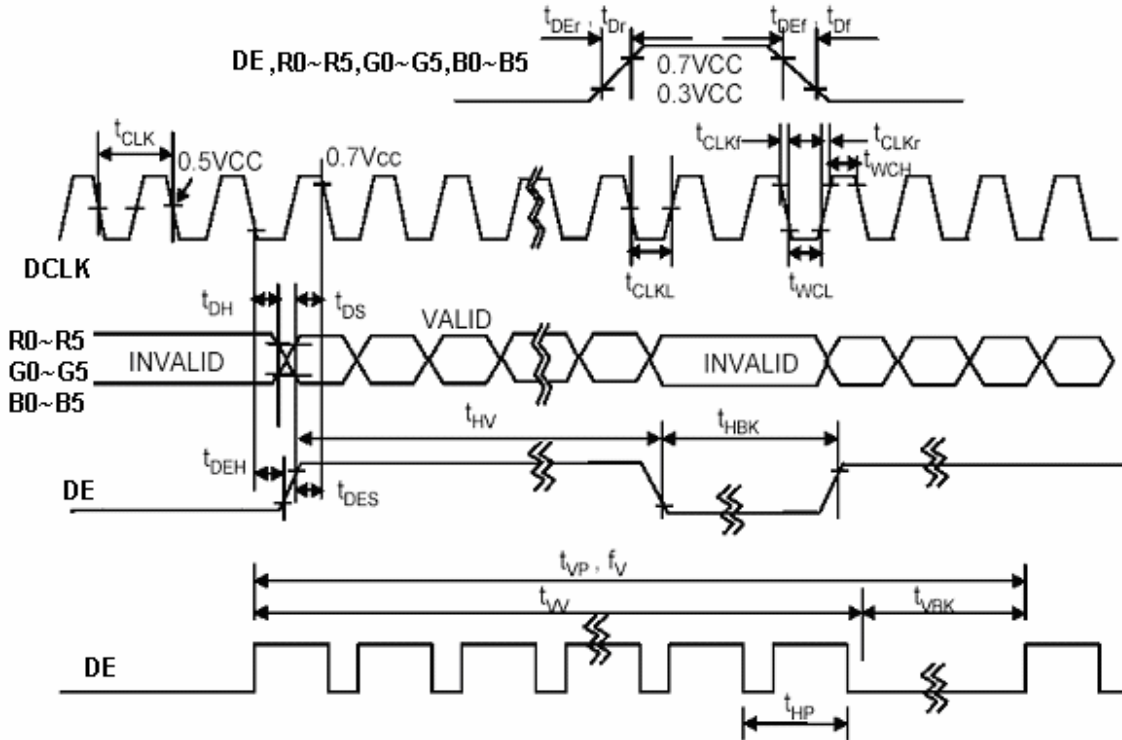 tDEr , tDr
tDEf , tDf
DE ,R0~R5,G0~G5,B0~B5
0.7VCC
0.3VCC
tCLK
0.5VCC
0.7Vcc
tCLKf
tCLKr
tWCH
DCLK
tCLKL
tWCL
tDH
tDS
VALID
R0~R5
INVALID
INVALID
G0~G5
B0~B5
tHV
tHBK
tDEH
DE
tDES
tVP , fV
tVV
tVBK
DE
tHP